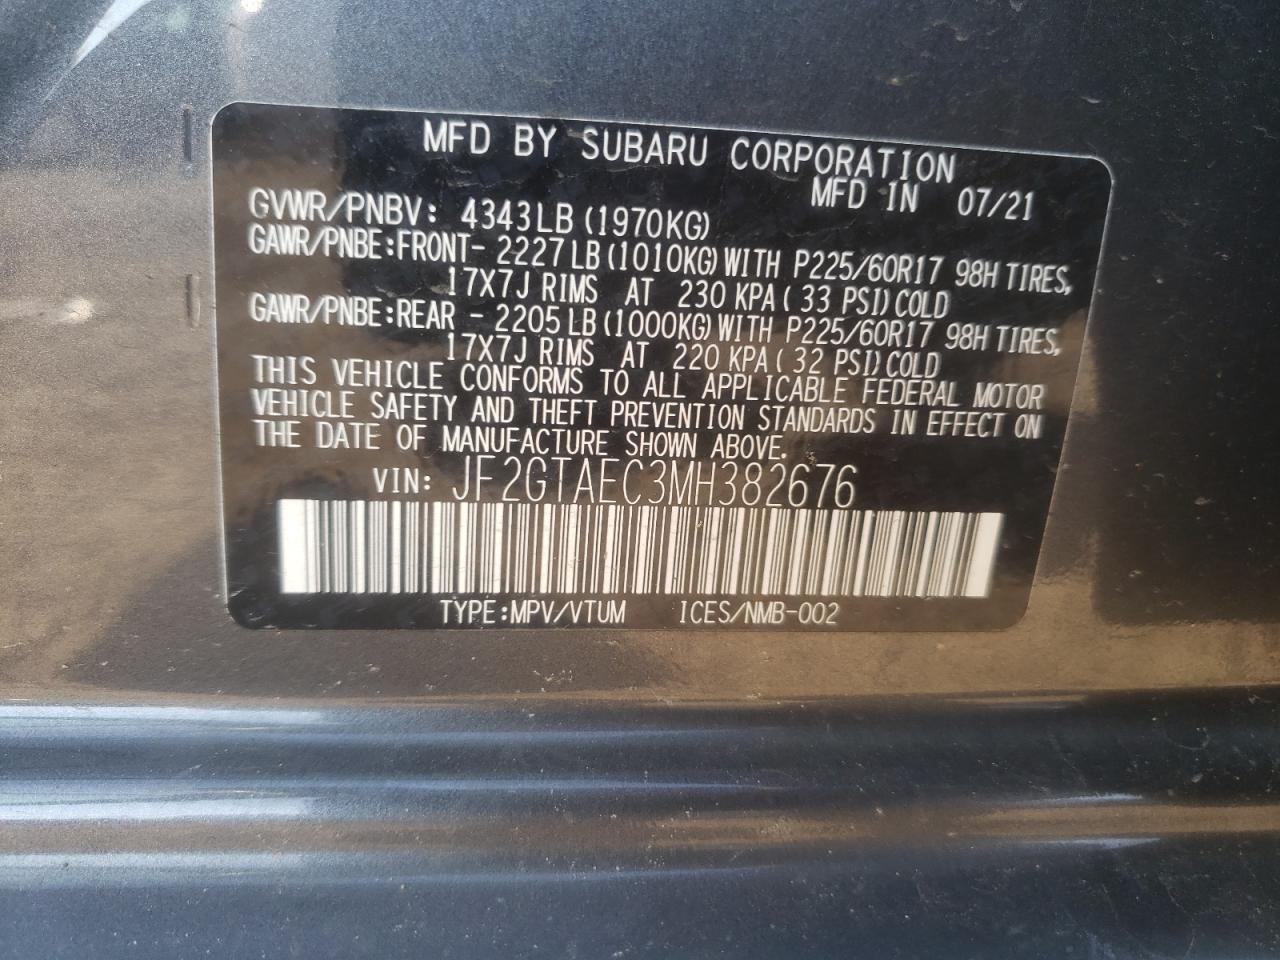 MFD BY SUBARU CORPORATION
MFD IN 07/21
GVWR/PNBV: 4343LB (1970KG)
GAWR/PNBE:FRONT- 2227LB (1010KG) WITH P225/60R17 98H TIRES,
17X7J RIMS AT 230 KPA ( 33 PSI) COLD
GAWR/PNBE:REAR - 2205LB (1000KG) WITH P225/60R17 98H TIRES,
17X7J RIMS AT 220 KPA ( 32 PSI) COLD
THIS VEHICLE CONFORMS TO ALL APPLICABLE FEDERAL MOTOR
VEHICLE SAFETY AND THEFT PREVENTION STANDARDS IN EFFECT ON
THE DATE OF MANUFACTURE SHOWN ABOVE.
VIN: JF2GTAEC3MH382676
TYPE:MPV/VTUM ICES/NMB-002